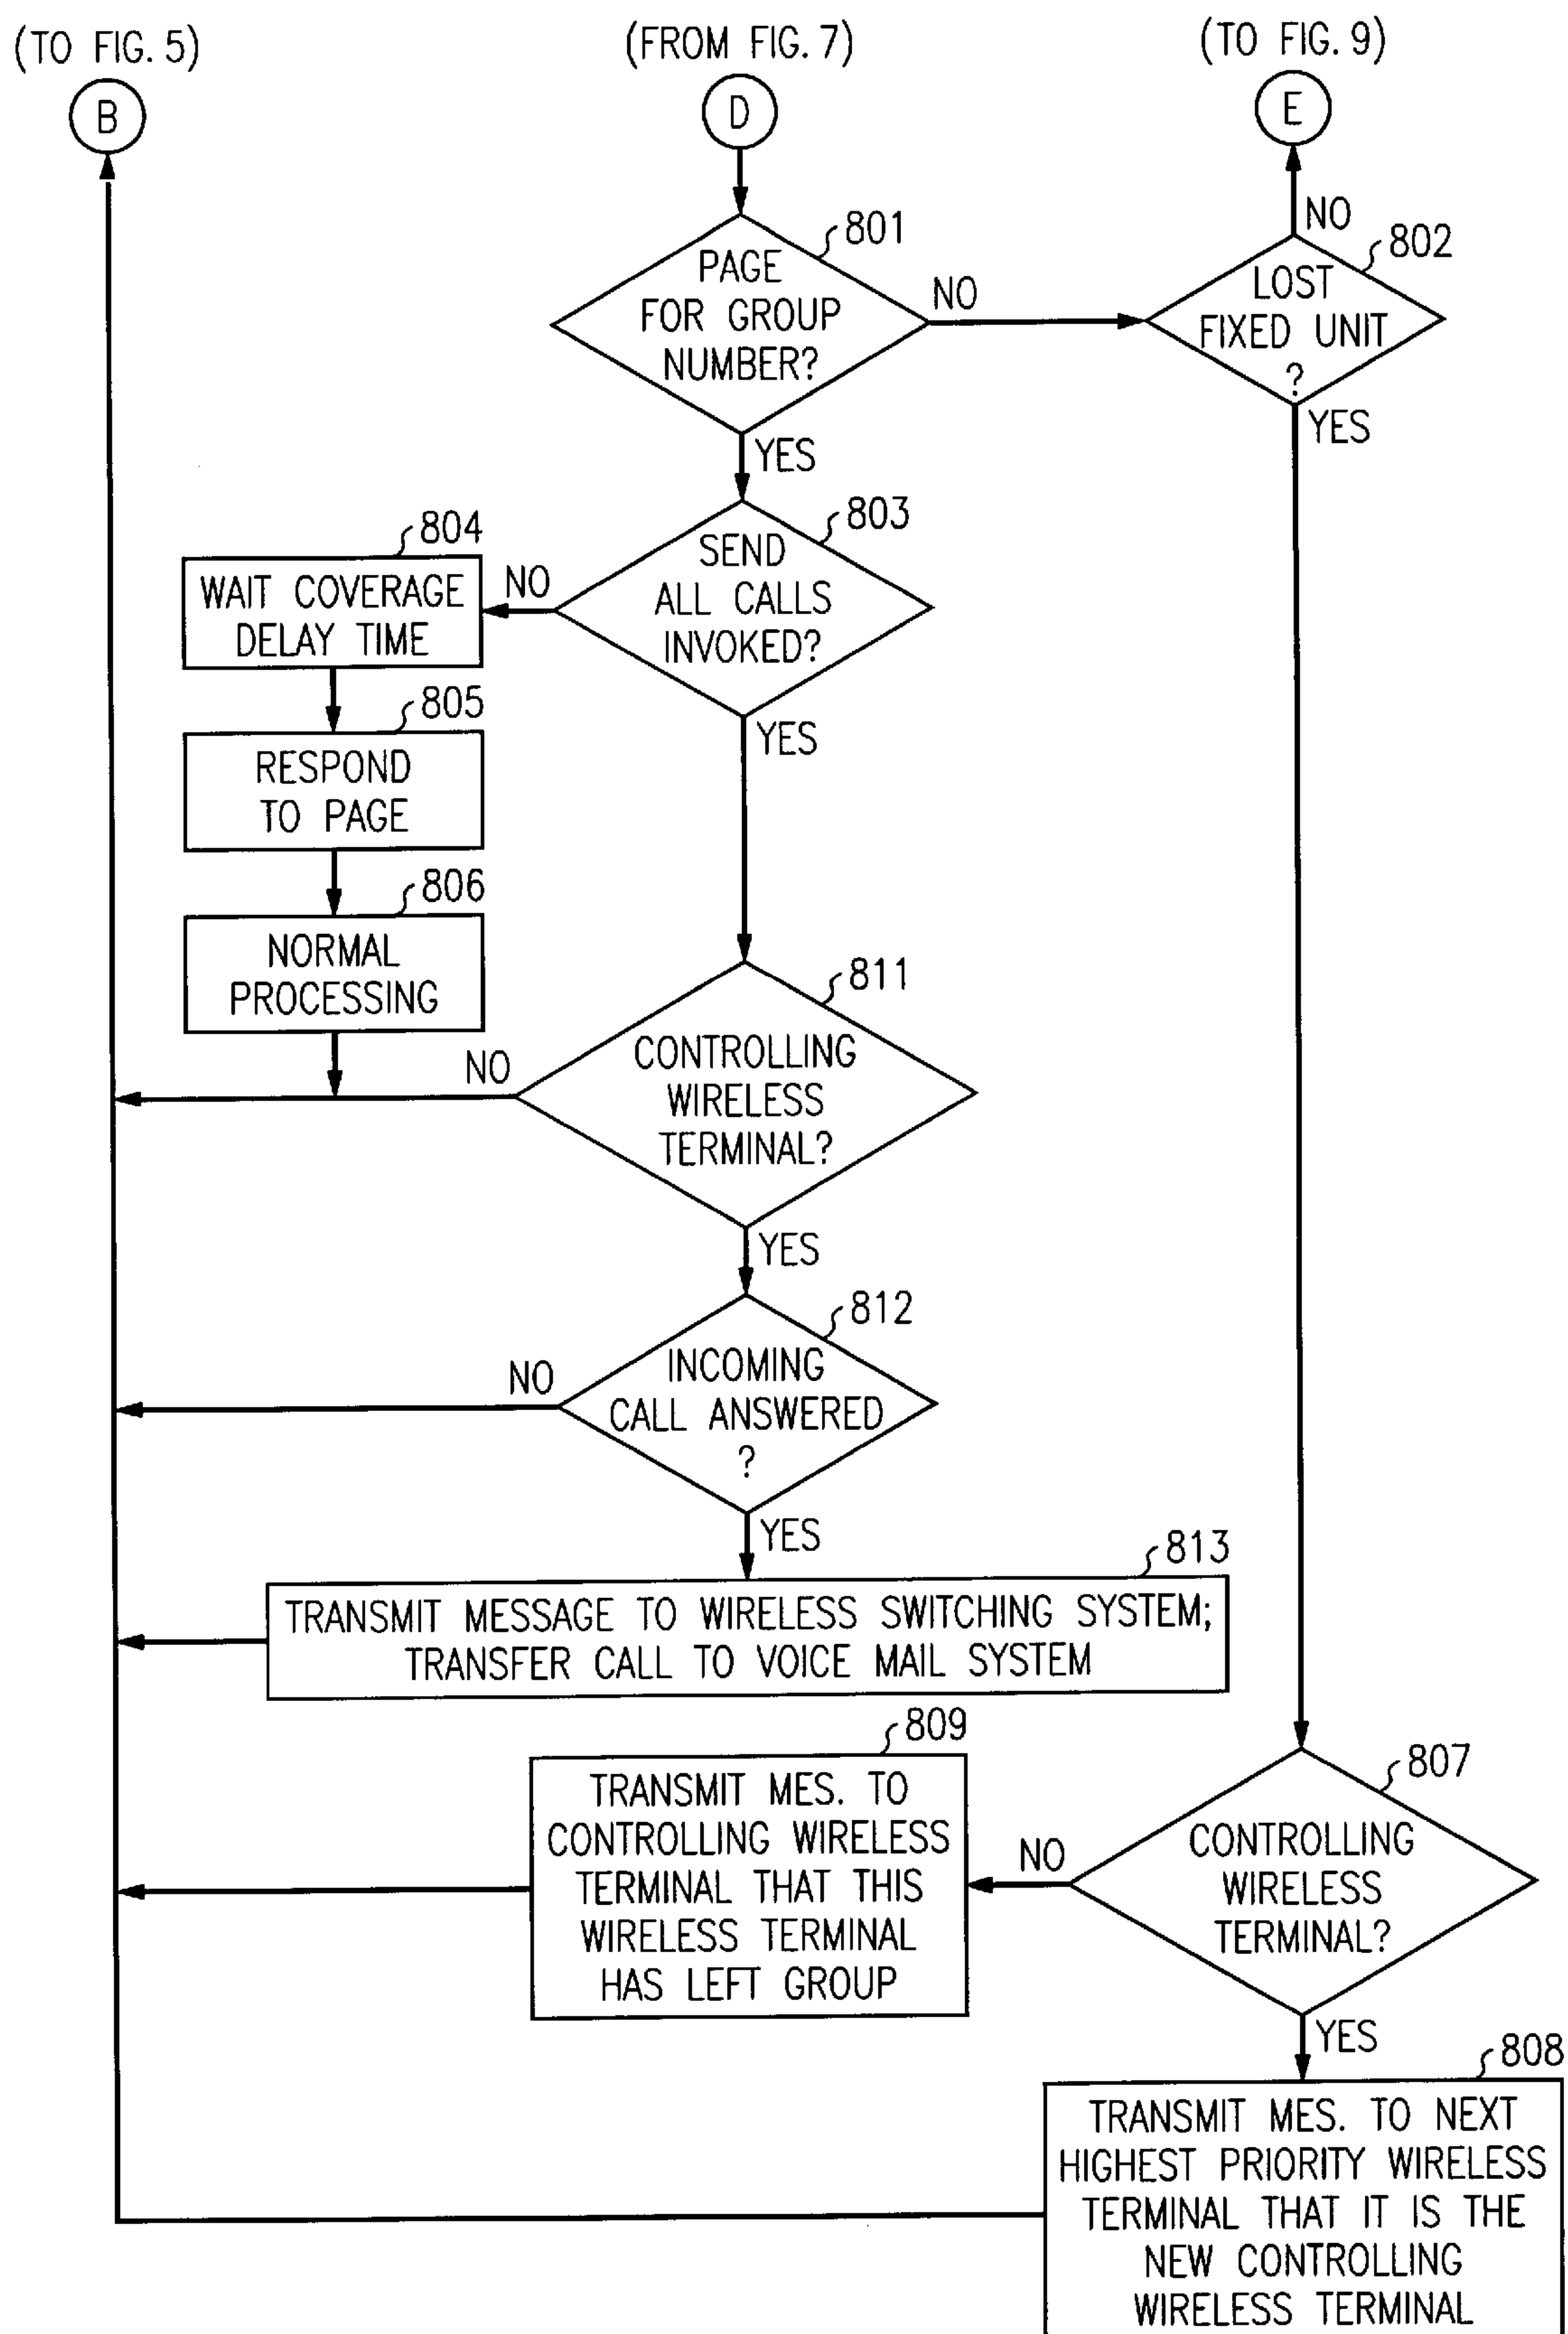 (TO FIG. 5)
(FROM FIG. 7)
(TO FIG. 9)
B
D
E
NO
801
802
PAGE
FOR GROUP
NUMBER?
NO
LOST
FIXED UNIT
?
YES
YES
803
SEND
ALL CALLS
INVOKED?
NO
804
WAIT COVERAGE
DELAY TIME
YES
805
RESPOND
TO PAGE
806
NORMAL
PROCESSING
811
CONTROLLING
WIRELESS
TERMINAL?
NO
YES
812
INCOMING
CALL ANSWERED
?
NO
YES
813
TRANSMIT MESSAGE TO WIRELESS SWITCHING SYSTEM;
TRANSFER CALL TO VOICE MAIL SYSTEM
807
CONTROLLING
WIRELESS
TERMINAL?
NO
809
TRANSMIT MES. TO
CONTROLLING WIRELESS
TERMINAL THAT THIS
WIRELESS TERMINAL
HAS LEFT GROUP
YES
808
TRANSMIT MES. TO NEXT
HIGHEST PRIORITY WIRELESS
TERMINAL THAT IT IS THE
NEW CONTROLLING
WIRELESS TERMINAL